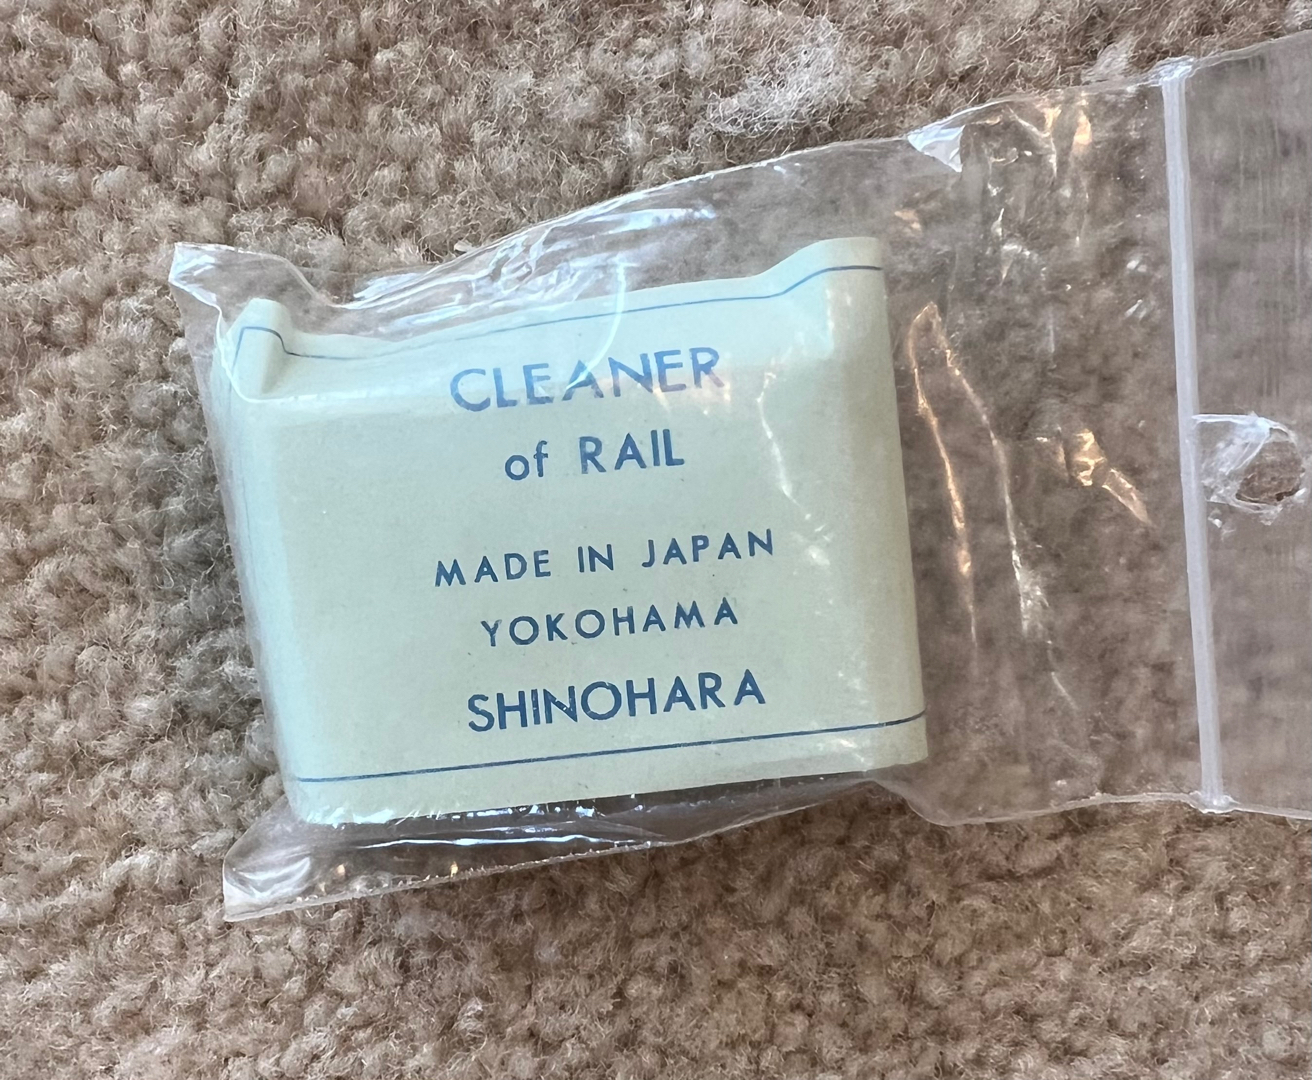 CLEANER
of RAIL
MADE IN JAPAN
YOKOHAMA
SHINOHARA